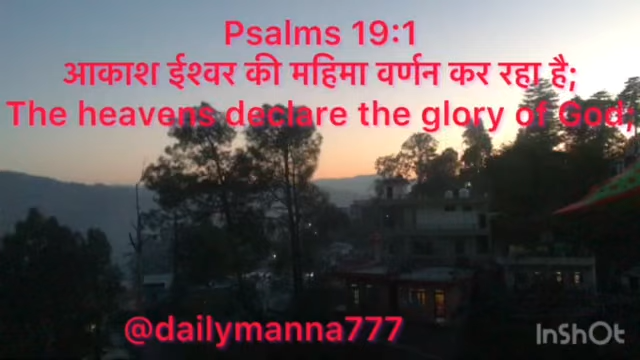 Psalms 19:1
आकाश ईश्वर की महिमा वर्णन कर रहा है;
The heavens declare the glory of God;
@dailymanna777
InShOt